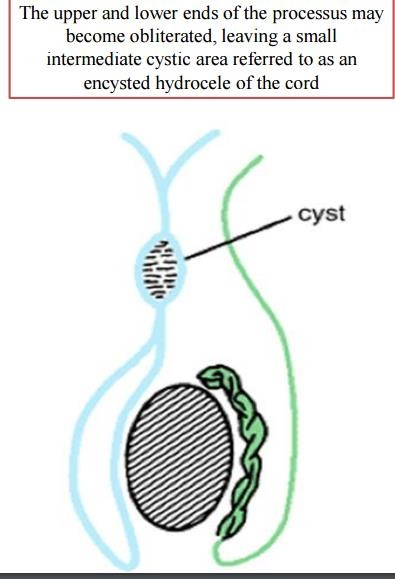 The upper and lower ends of the processus may
become obliterated, leaving a small
intermediate cystic area referred to as an
encysted hydrocele of the cord
cyst